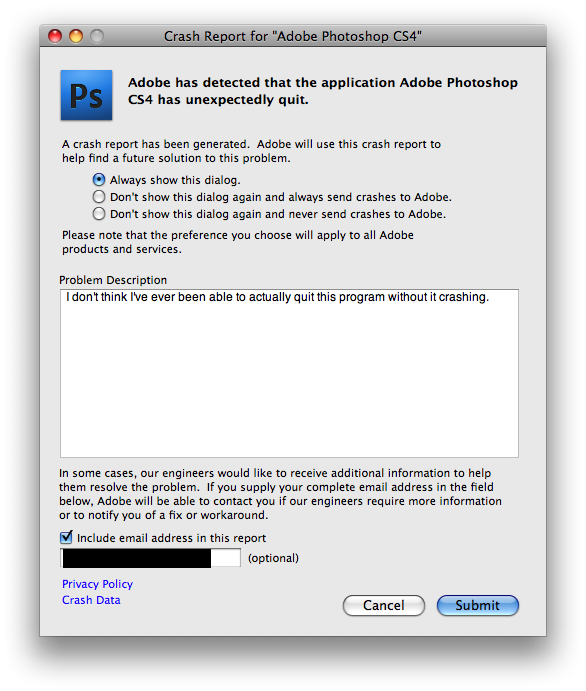 Crash Report for "Adobe Photoshop CS4"
Ps
Adobe has detected that the application Adobe Photoshop
CS4 has unexpectedly quit.
A crash report has been generated.  Adobe will use this crash report to
help find a future solution to this problem.
Always show this dialog.
Don't show this dialog again and always send crashes to Adobe.
Don't show this dialog again and never send crashes to Adobe.
Please note that the preference you choose will apply to all Adobe
products and services.
Problem Description
I don't think I've ever been able to actually quit this program without it crashing.
In some cases, our engineers would like to receive additional information to help
them resolve the problem.  If you supply your complete email address in the field
below, Adobe will be able to contact you if our engineers require more information
or to notify you of a fix or workaround.
Include email address in this report
(optional)
Privacy Policy
Crash Data
Cancel
Submit